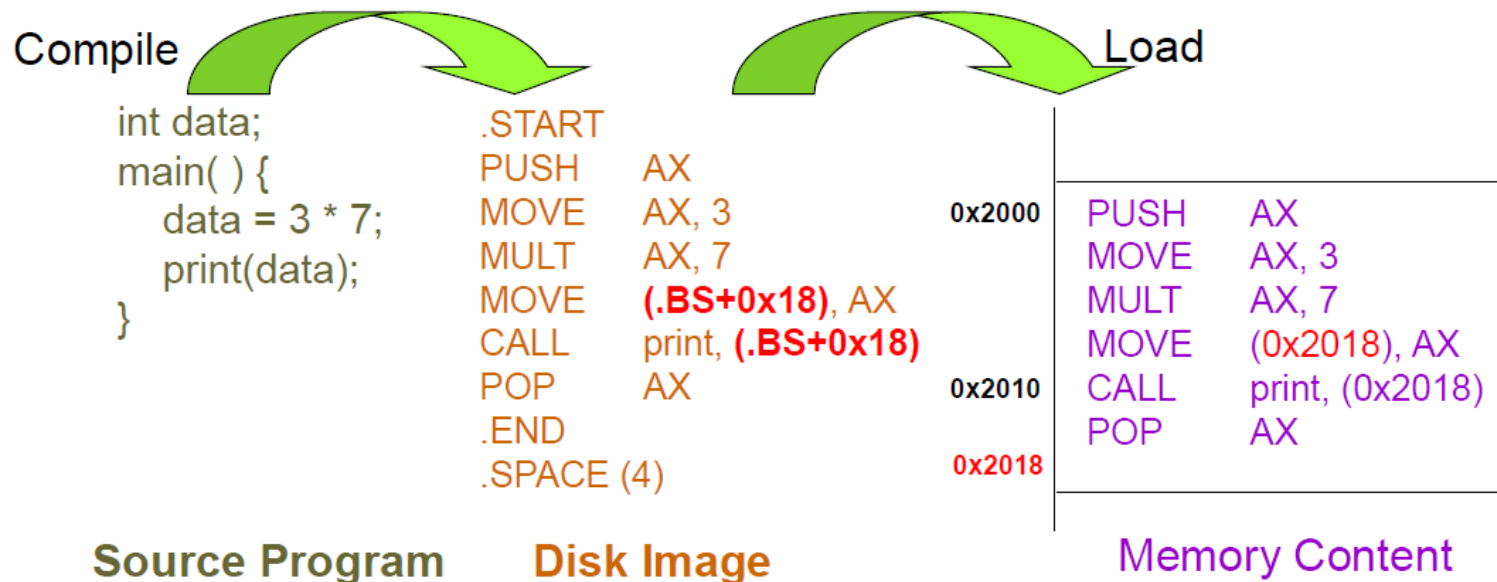 Compile
Load
int data;
main( ) {
data = 3 * 7;
print(data);
}
.START
PUSH AX
MOVE AX, 3
MULT AX, 7
MOVE (.BS+0x18), AX
CALL print, (.BS+0x18)
POP AX
.END
.SPACE (4)
0x2000 PUSH AX
MOVE AX, 3
MULT AX, 7
MOVE (0x2018), AX
0x2010 CALL print, (0x2018)
POP AX
0x2018
Source Program
Disk Image
Memory Content